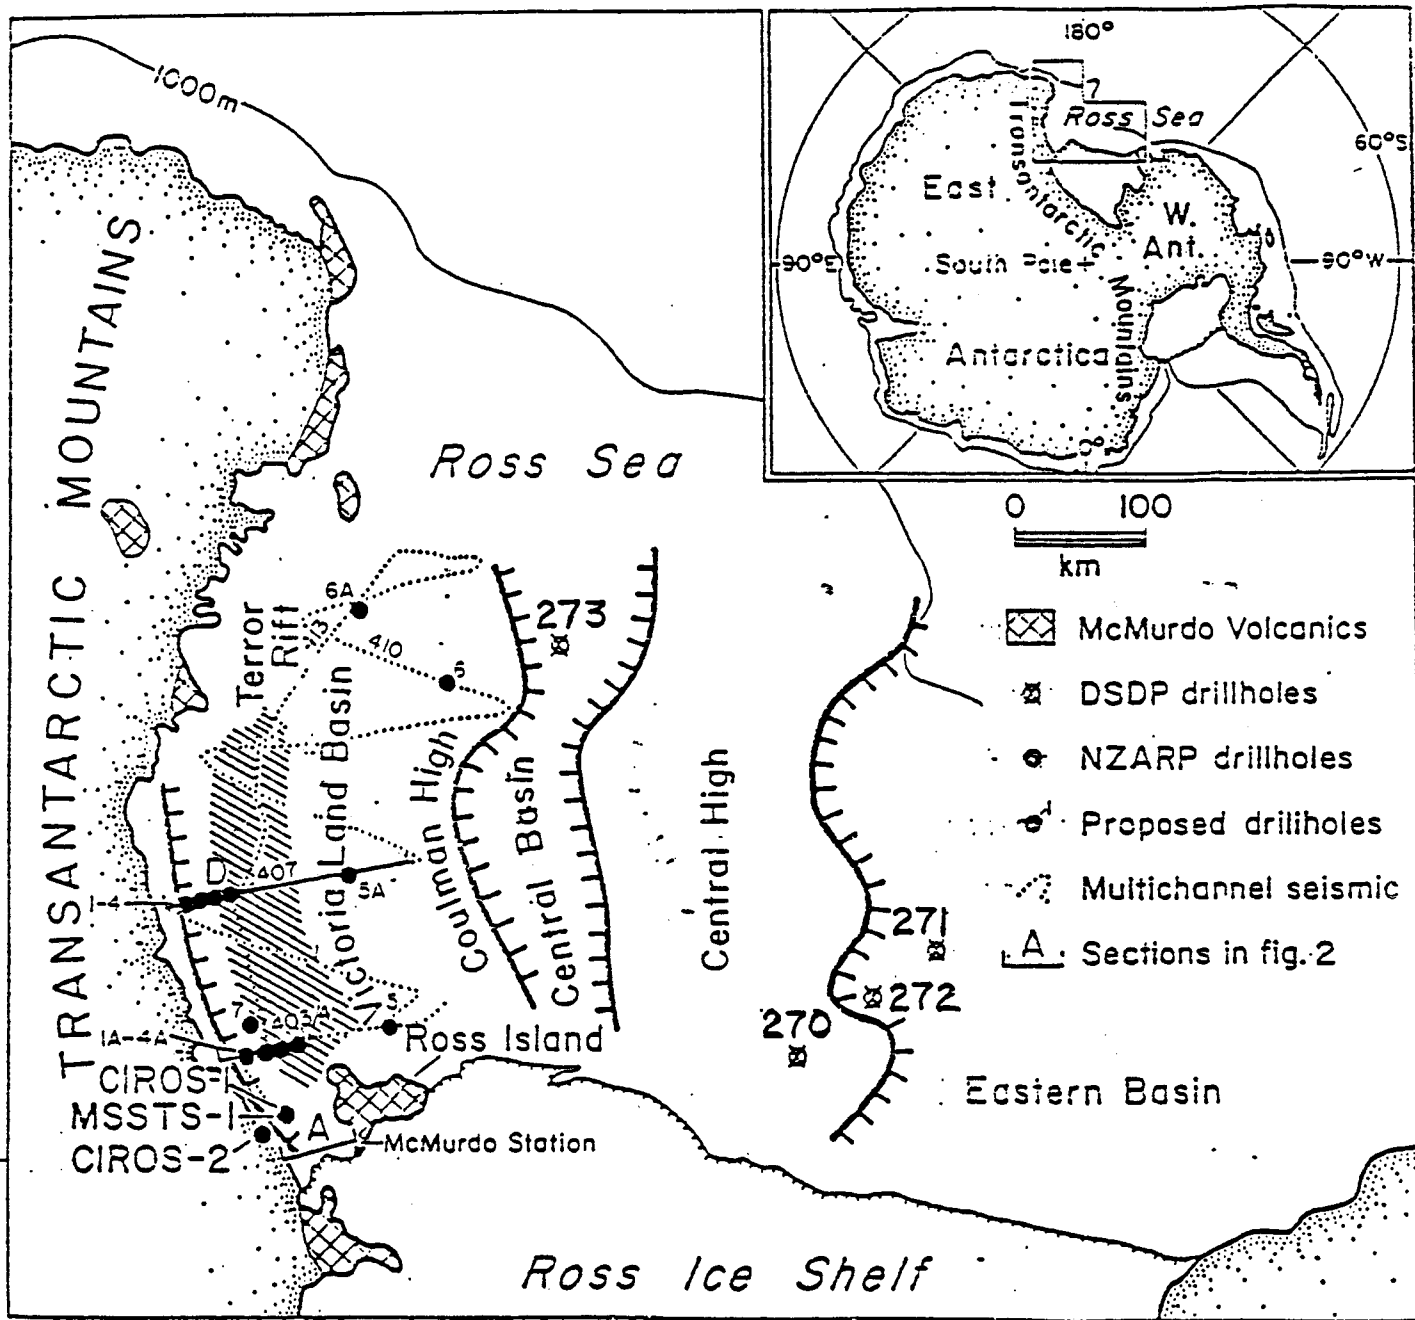 1000m
TRANSANTARCTIC MOUNTAINS
Ross Sea
180°
Ross Sea
60°S
Transantarctic Mountains
East
W.
Ant.
90°E
South Pole +
90°W
Antarctica
0°
0 100
km
McMurdo Volcanics
DSDP drillholes
NZARP drillholes
Proposed drillholes
Multichannel seismic
A Sections in fig. 2
6A
273
Terror
Rift
410
6
Victoria Land Basin
Coulman High
Central Basin
Central High
D
407
5A
1-4
271
272
270
7
5
1A-4A
Ross Island
CIROS-1
MSSTS-1
A
McMurdo Station
CIROS-2
Eastern Basin
Ross Ice Shelf